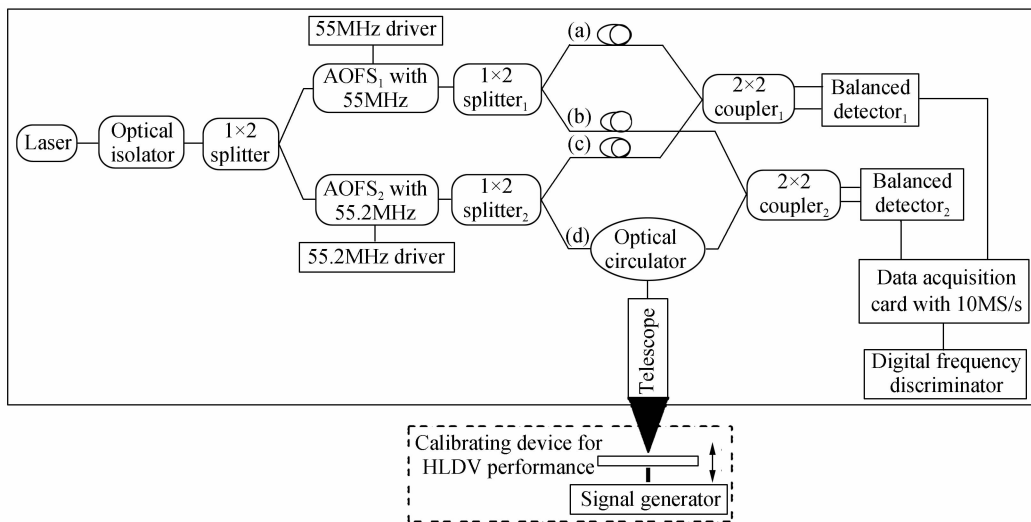 55MHz driver
(a)
AOFS₁ with
55MHz
1×2
splitter₁
2×2
coupler₁
Balanced
detector₁
(b)
Laser
Optical
isolator
1×2
splitter
(c)
AOFS₂ with
55.2MHz
1×2
splitter₂
2×2
coupler₂
Balanced
detector₂
(d)
Optical
circulator
55.2MHz driver
Data acquisition
card with 10MS/s
Telescope
Digital frequency
discriminator
Calibrating device for
HLDV performance
Signal generator